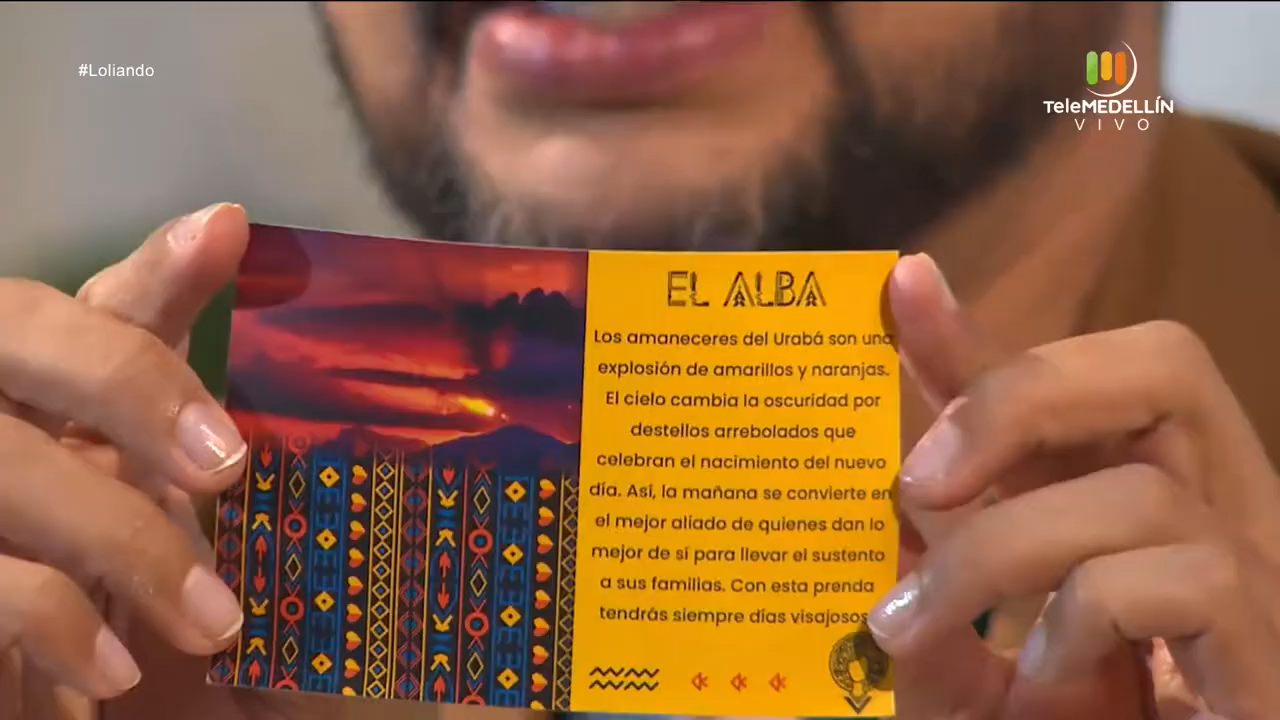 #Loliando
TeleMEDELLÍN
VIVO
EL ALBA
Los amaneceres del Urabá son una
explosión de amarillos y naranjas.
El cielo cambia la oscuridad por
destellos arrebolados que
celebran el nacimiento del nuevo
día. Así, la mañana se convierte en
el mejor aliado de quienes dan lo
mejor de sí para llevar el sustento
a sus familias. Con esta prenda
tendrás siempre días visajosos